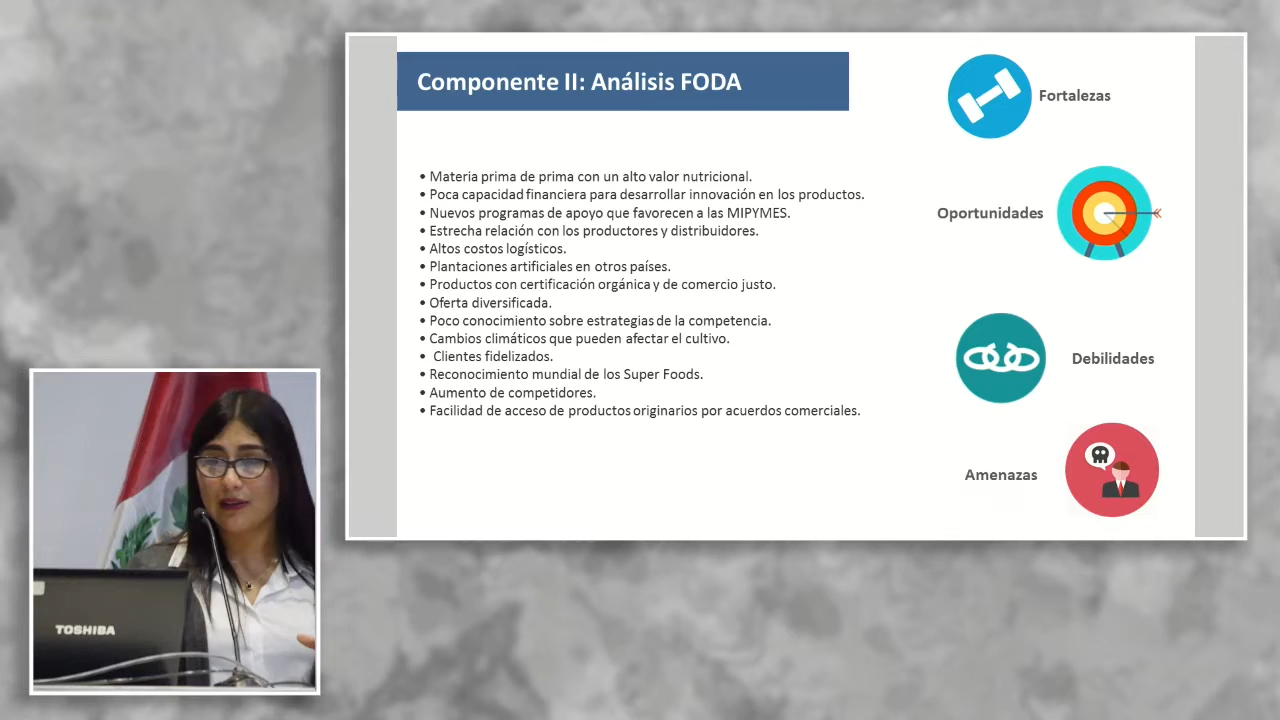 Componente II: Análisis FODA
• Materia prima de prima con un alto valor nutricional.
• Poca capacidad financiera para desarrollar innovación en los productos.
• Nuevos programas de apoyo que favorecen a las MIPYMES.
• Estrecha relación con los productores y distribuidores.
• Altos costos logísticos.
• Plantaciones artificiales en otros países.
• Productos con certificación orgánica y de comercio justo.
• Oferta diversificada.
• Poco conocimiento sobre estrategias de la competencia.
• Cambios climáticos que pueden afectar el cultivo.
• Clientes fidelizados.
• Reconocimiento mundial de los Super Foods.
• Aumento de competidores.
• Facilidad de acceso de productos originarios por acuerdos comerciales.
Fortalezas
Oportunidades
Debilidades
Amenazas
TOSHIBA